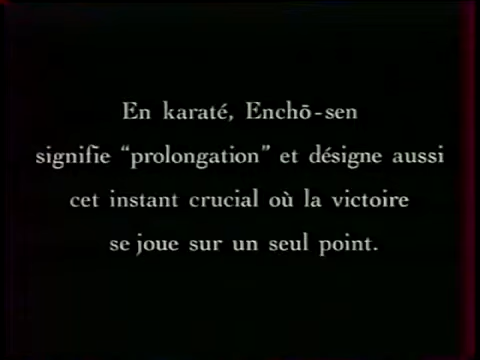 En karaté, Enchō-sen
signifie “prolongation” et désigne aussi
cet instant crucial où la victoire
se joue sur un seul point.